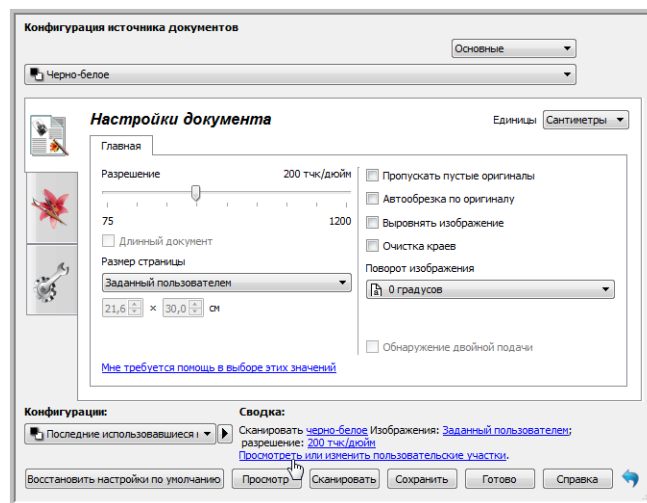 Конфигурация источника документов
Основные
Черно-белое
Настройки документа
Единицы Сантиметры
Главная
Разрешение 200 тчк/дюйм
75 1200
Длинный документ
Размер страницы
Заданный пользователем
21,6 × 30,0 см
Мне требуется помощь в выборе этих значений
Пропускать пустые оригиналы
Автообрезка по оригиналу
Выровнять изображение
Очистка краев
Поворот изображения
0 градусов
Обнаружение двойной подачи
Конфигурации:
Последние использовавшиеся
Сводка:
Сканировать черно-белое Изображения: Заданный пользователем;
разрешение: 200 тчк/дюйм
Просмотреть или изменить пользовательские участки.
Восстановить настройки по умолчанию Просмотр Сканировать Сохранить Готово Справка